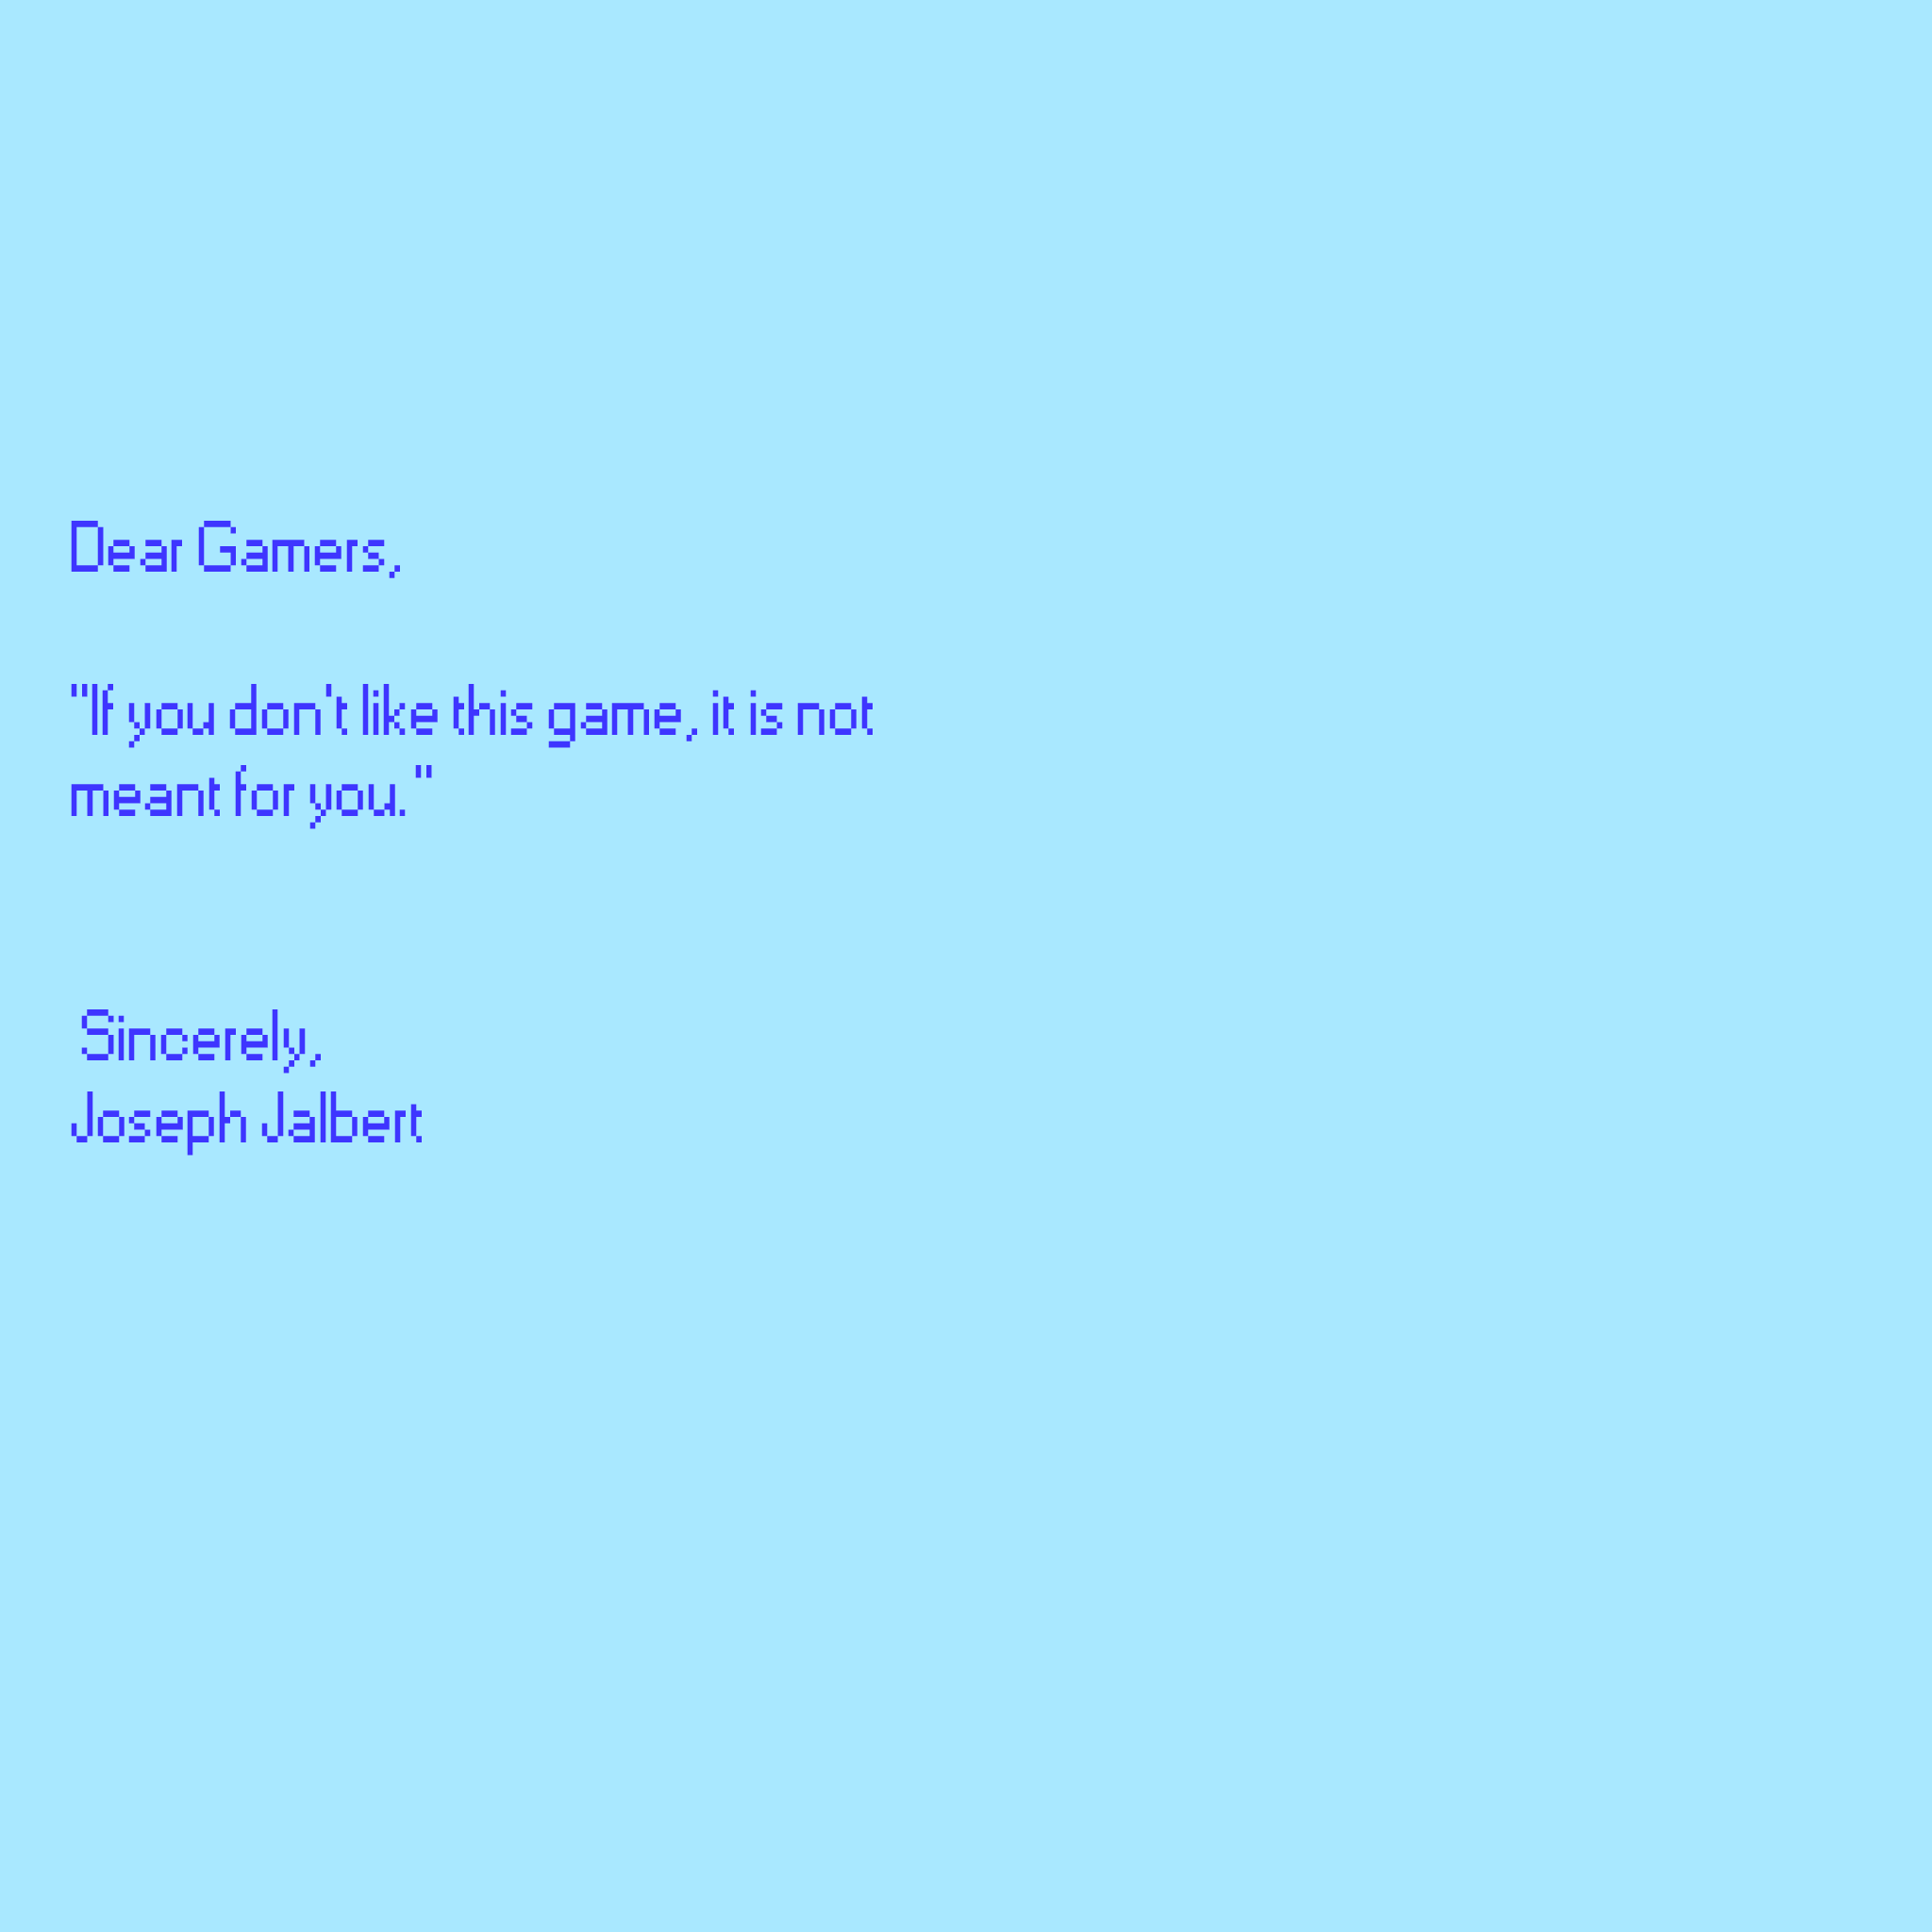 Dear Gamers,
"If you don't like this game, it is not
meant for you."
Sincerely,
Joseph Jalbert